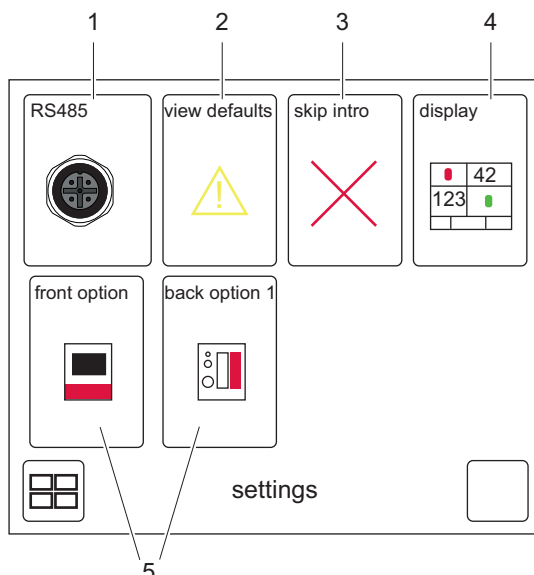 1 2 3 4
RS485 view defaults skip intro display
42
123
front option back option 1
settings
5